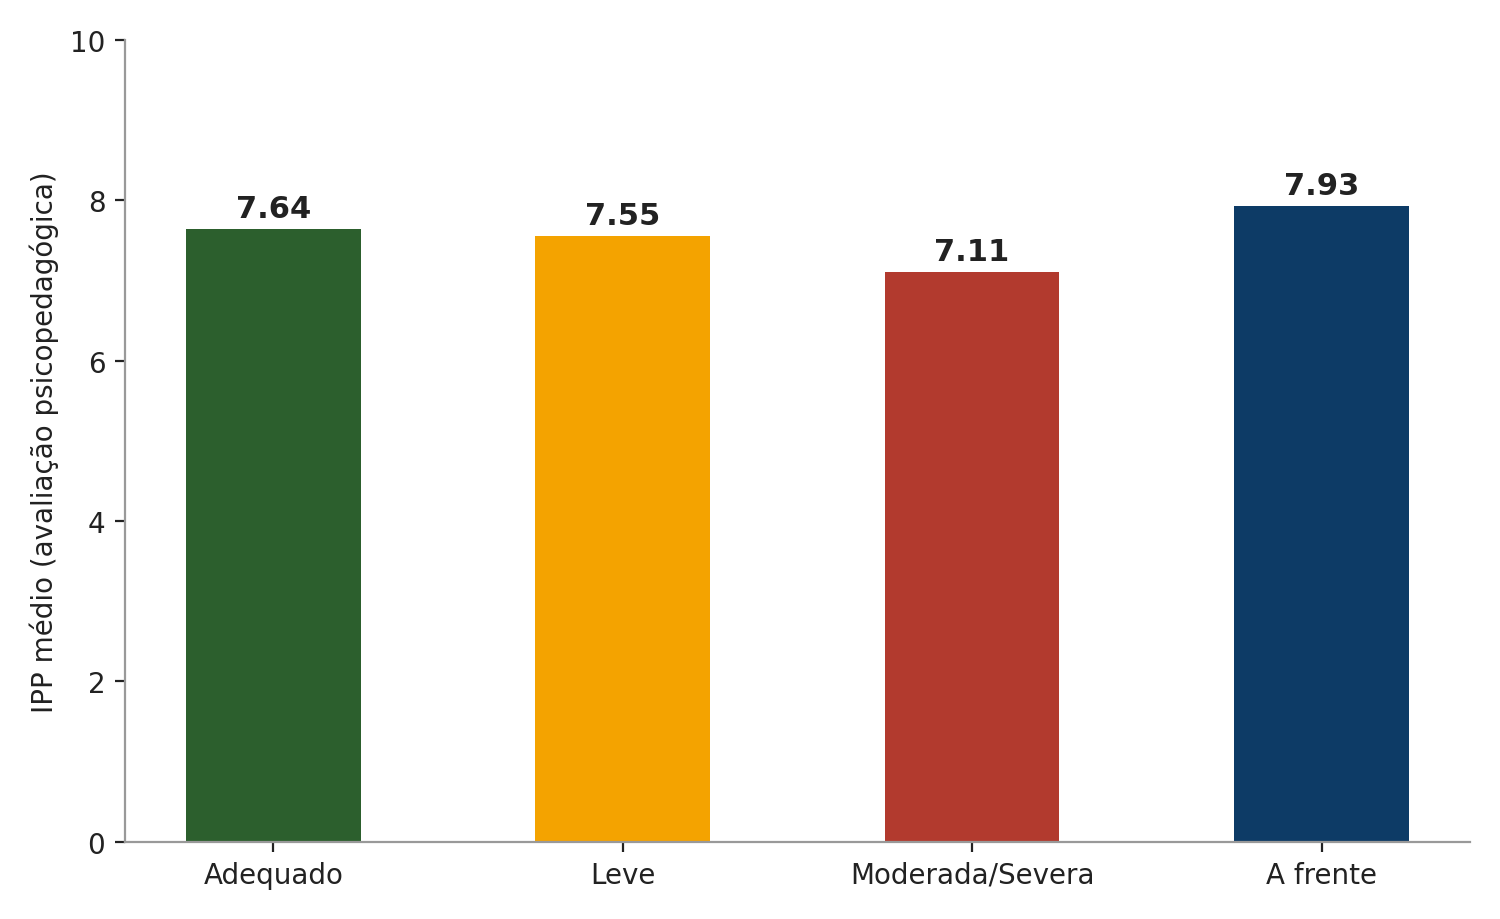 IPP médio (avaliação psicopedagógica)
10
8
6
4
2
0
7.64
7.55
7.11
7.93
Adequado
Leve
Moderada/Severa
A frente